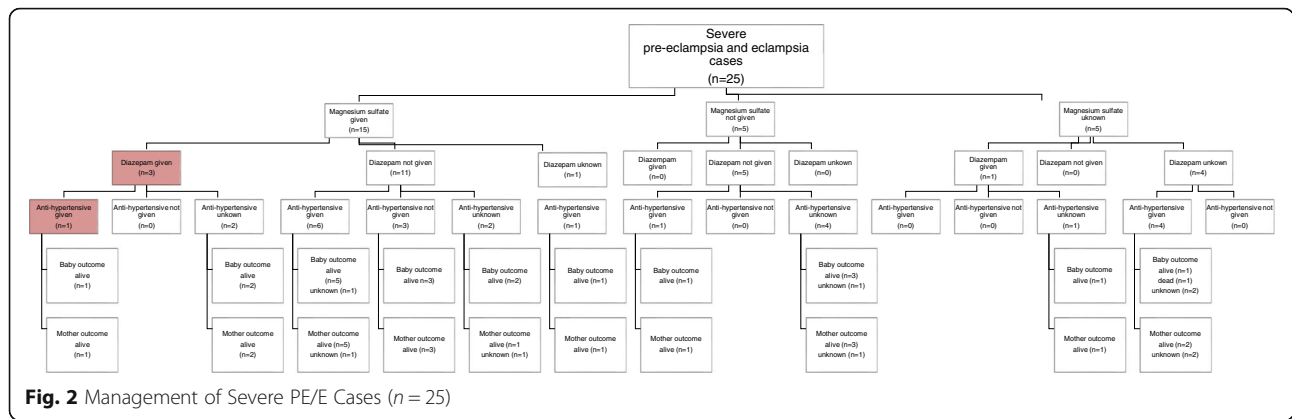 Severe
pre-eclampsia and eclampsia
cases
(n=25)
Magnesium sulfate
given
(n=15)
Magnesium sulfate
not given
(n=5)
Magnesium sulfate
uknown
(n=5)
Diazepam given
(n=3)
Diazepam not given
(n=11)
Diazepam uknown
(n=1)
Diazempam
given
(n=0)
Diazepam not given
(n=5)
Diazepam unkown
(n=0)
Diazempam
given
(n=1)
Diazepam not given
(n=0)
Diazepam unkown
(n=4)
Anti-hypertensive
given
(n=1)
Anti-hypertensive not
given
(n=0)
Anti-hypertensive
unkown
(n=2)
Anti-hypertensive
given
(n=6)
Anti-hypertensive not
given
(n=3)
Anti-hypertensive
unknown
(n=2)
Anti-hypertensive
given
(n=1)
Anti-hypertensive
given
(n=1)
Anti-hypertensive not
given
(n=0)
Anti-hypertensive
unknown
(n=4)
Anti-hypertensive
given
(n=0)
Anti-hypertensive not
given
(n=0)
Anti-hypertensive
unknown
(n=1)
Anti-hypertensive
given
(n=4)
Anti-hypertensive not
given
(n=0)
Baby outcome
alive
(n=1)
Baby outcome
alive
(n=2)
Baby outcome
alive
(n=5)
unknown (n=1)
Baby outcome
alive (n=3)
Baby outcome
alive (n=2)
Baby outcome
alive (n=1)
Baby outcome
alive (n=1)
Baby outcome
alive (n=3)
unknown (n=1)
Baby outcome
alive (n=1)
Baby outcome
alive (n=1)
dead (n=1)
unknown (n=2)
Mother outcome
alive
(n=1)
Mother outcome
alive
(n=2)
Mother outcome
alive (n=5)
unknown (n=1)
Mother outcome
alive (n=3)
Mother outcome
alive (n=1
unknown (n=1)
Mother outcome
alive (n=1)
Mother outcome
alive (n=1)
Mother outcome
alive (n=3)
unknown (n=1)
Mother outcome
alive (n=1)
Mother outcome
alive (n=2)
unknown (n=2)
Fig. 2 Management of Severe PE/E Cases (n = 25)